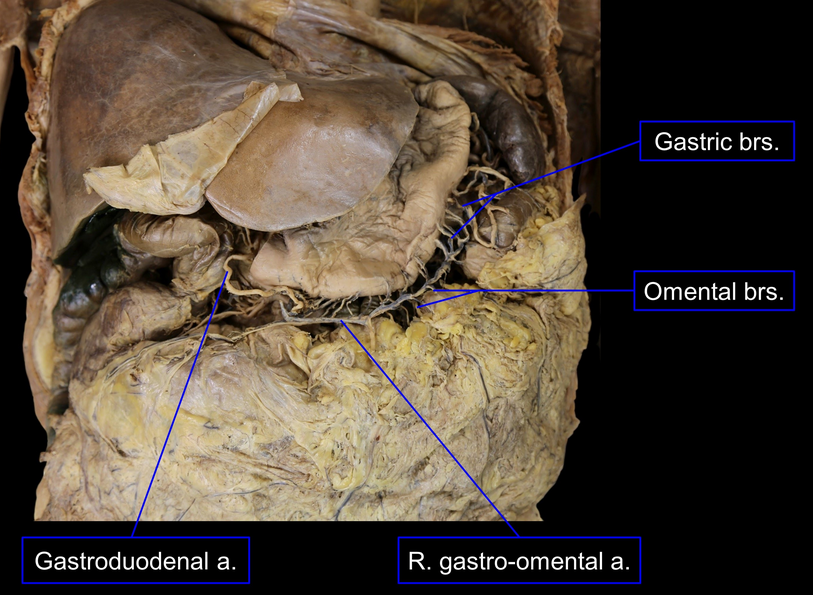 Gastric brs.
Omental brs.
Gastroduodenal a.
R. gastro-omental a.